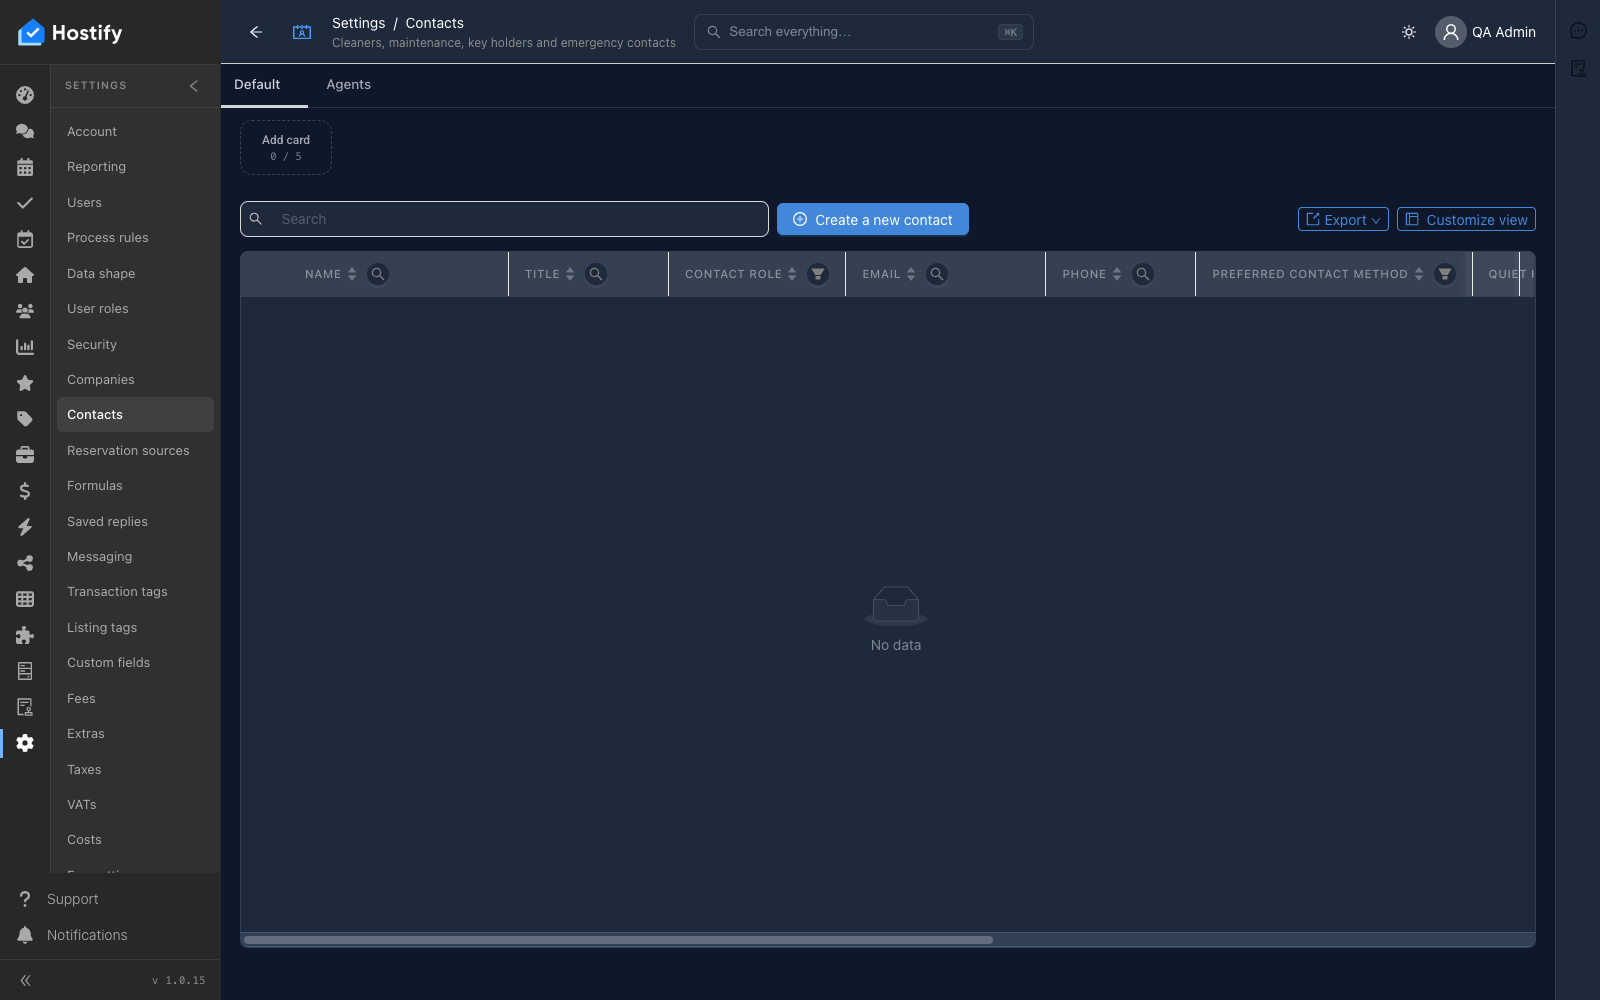 Hostify
Settings / Contacts
Cleaners, maintenance, key holders and emergency contacts
Search everything...
⌘K
QA Admin
SETTINGS
Account
Reporting
Users
Process rules
Data shape
User roles
Security
Companies
Contacts
Reservation sources
Formulas
Saved replies
Messaging
Transaction tags
Listing tags
Custom fields
Fees
Extras
Taxes
VATs
Costs
Support
Notifications
v 1.0.15
Default
Agents
Add card
0 / 5
Search
Create a new contact
Export
Customize view
NAME
TITLE
CONTACT ROLE
EMAIL
PHONE
PREFERRED CONTACT METHOD
QUIET
No data